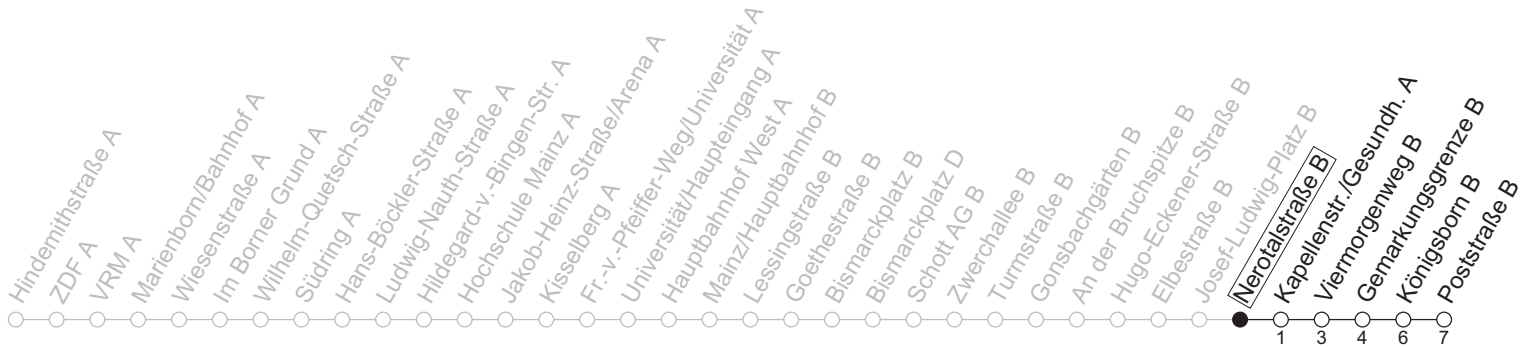 Hindemithstraße A
ZDF A
VRM A
Marienborn/Bahnhof A
Wiesenstraße A
Im Borner Grund A
Wilhelm-Quetsch-Straße A
Südring A
Hans-Böckler-Straße A
Ludwig-Nauth-Straße A
Hildegard-v.-Bingen-Str. A
Hochschule Mainz A
Jakob-Heinz-Straße/Arena A
Kisselberg A
Fr.-v.-Pfeiffer-Weg/Universität A
Universität/Haupteingang A
Hauptbahnhof West A
Mainz/Hauptbahnhof B
Lessingstraße B
Goethestraße B
Bismarckplatz B
Bismarckplatz D
Schott AG B
Zwerchallee B
Turmstraße B
Gonsbachgärten B
An der Bruchspitze B
Hugo-Eckener-Straße B
Elbestraße B
Josef-Ludwig-Platz B
Nerotalstraße B
Kapellenstr./Gesundh. A
Viermorgenweg B
Gemarkungsgrenze B
Königsborn B
Poststraße B
1 3 4 6 7